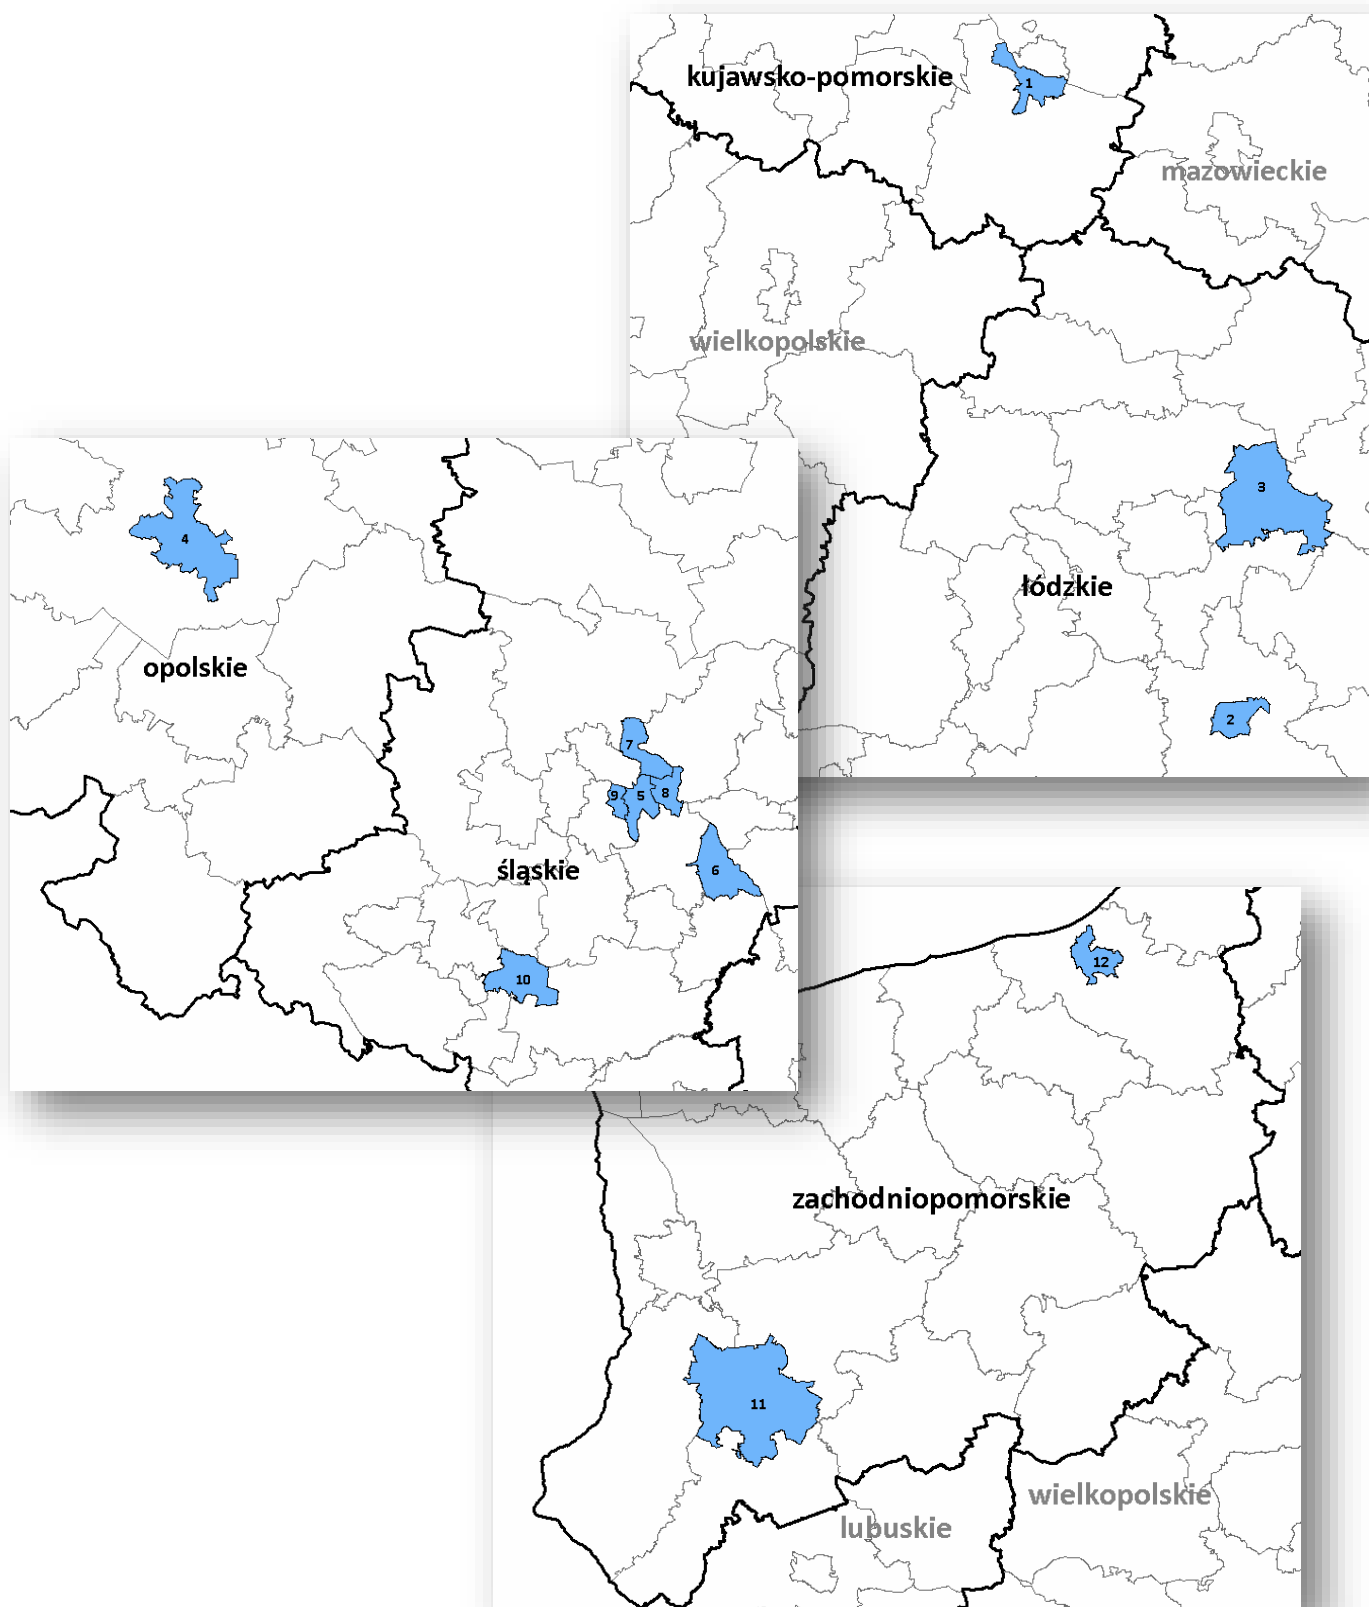 kujawsko-pomorskie
1
mazowieckie
wielkopolskie
3
łódzkie
2
4
opolskie
7
9
5
8
śląskie
6
10
12
zachodniopomorskie
11
wielkopolskie
lubuskie